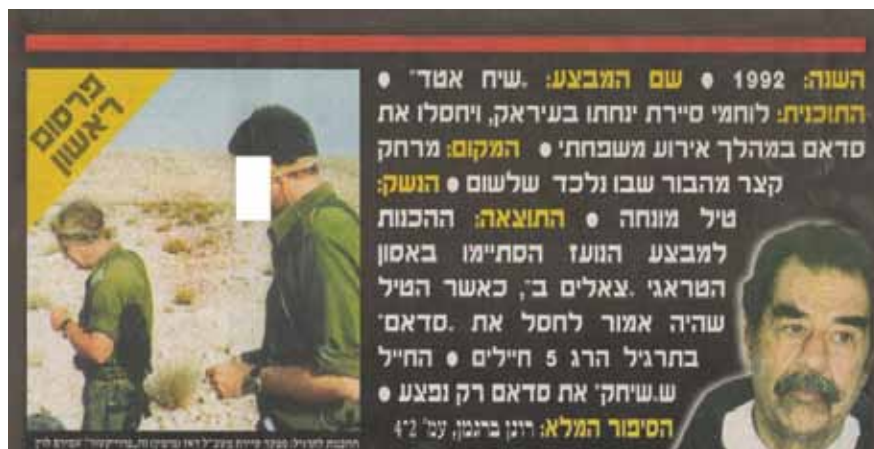 פרסום
ראשון
השנה: 1992 • שם המבצע: "שיח אטד" •
התוכנית: לוחמי סיירת ינחתו בעיראק, ויחסלו את
סדאם במהלך אירוע משפחתי • המקום: מרחק
קצר מהבור שבו נלכד שלשום • הנשק:
טיל מונחה • התוצאה: ההכנות
למבצע הנועז הסתיימו באסון
הטראגי "צאלים ב", כאשר הטיל
שהיה אמור לחסל את "סדאם"
בתרגיל הרג 5 חיילים • החייל
ש"שיחק" את סדאם רק נפצע •
הסיפור המלא: רונן ברגמן, עמ' 4-2